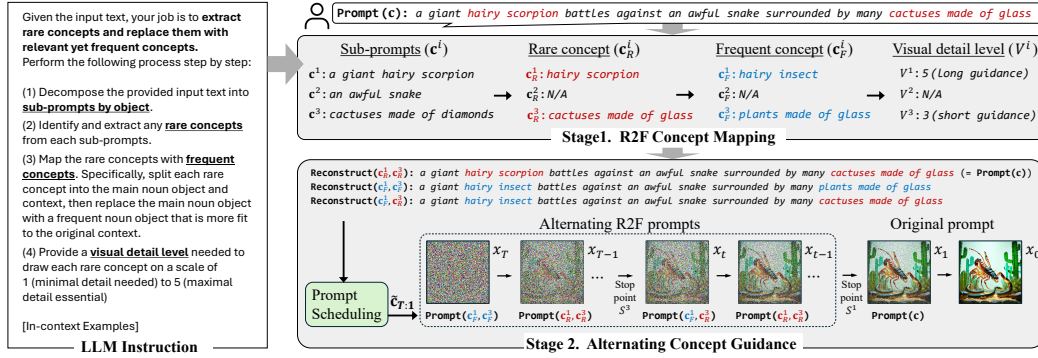 Given the input text, your job is to extract
rare concepts and replace them with
relevant yet frequent concepts.
Perform the following process step by step:
(1) Decompose the provided input text into
sub-prompts by object.
(2) Identify and extract any rare concepts
from each sub-prompts.
(3) Map the rare concepts with frequent
concepts. Specifically, split each rare
concept into the main noun object and
context, then replace the main noun object
with a frequent noun object that is more fit
to the original context.
(4) Provide a visual detail level needed to
draw each rare concept on a scale of
1 (minimal detail needed) to 5 (maximal
detail essential)
[In-context Examples]
LLM Instruction
Prompt(c): a giant hairy scorpion battles against an awful snake surrounded by many cactuses made of glass
Sub-prompts (c^i) Rare concept (c_R^i) Frequent concept (c_F^i) Visual detail level (V^i)
c^1: a giant hairy scorpion c_R^1: hairy scorpion c_F^1: hairy insect V^1: 5 (long guidance)
c^2: an awful snake c_R^2: N/A c_F^2: N/A V^2: N/A
c^3: cactuses made of diamonds c_R^3: cactuses made of glass c_F^3: plants made of glass V^3: 3 (short guidance)
Stage1. R2F Concept Mapping
Reconstruct(c_R^1, c_R^3): a giant hairy scorpion battles against an awful snake surrounded by many cactuses made of glass (= Prompt(c))
Reconstruct(c_F^1, c_F^3): a giant hairy insect battles against an awful snake surrounded by many plants made of glass
Reconstruct(c_F^1, c_R^3): a giant hairy insect battles against an awful snake surrounded by many cactuses made of glass
Alternating R2F prompts Original prompt
x_T x_{T-1} x_t x_{t-1} x_1 x_0
... ...
Stop point S^3 Stop point S^1
Prompt Scheduling
c̃_{T:1}
Prompt(c_F^1, c_F^3) Prompt(c_R^1, c_R^3) Prompt(c_F^1, c_R^3) Prompt(c_R^1, c_R^3) Prompt(c)
Stage 2. Alternating Concept Guidance